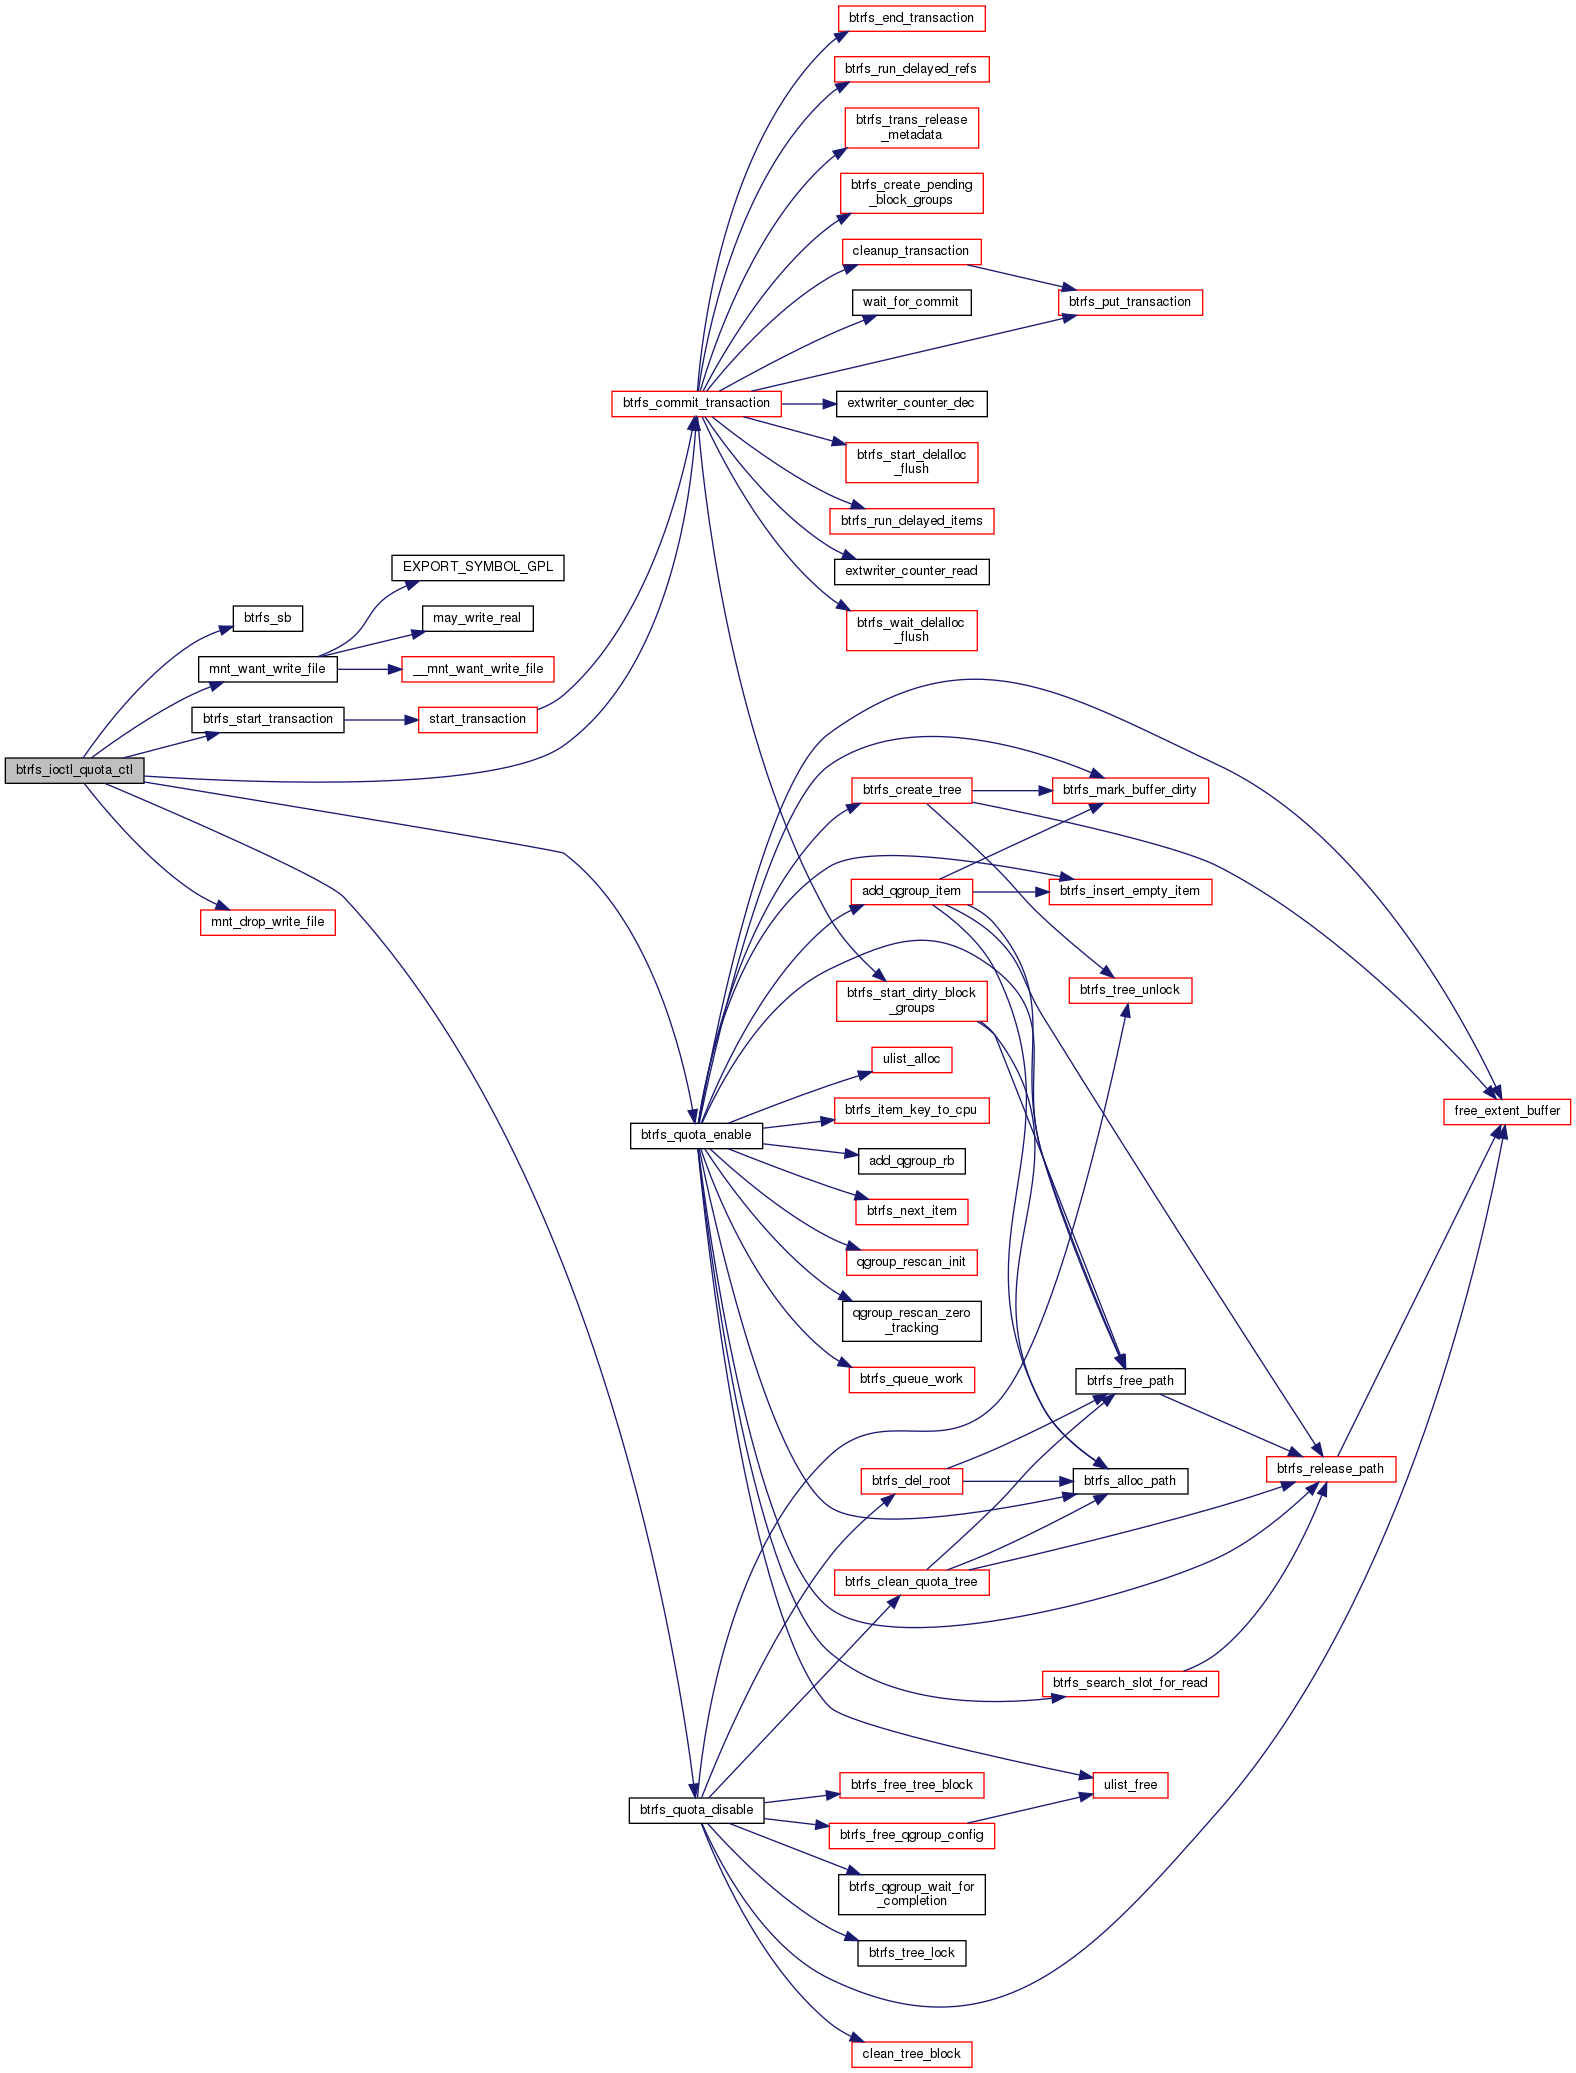 btrfs_end_transaction
btrfs_run_delayed_refs
btrfs_trans_release
_metadata
btrfs_create_pending
_block_groups
cleanup_transaction
wait_for_commit
btrfs_put_transaction
btrfs_commit_transaction
extwriter_counter_dec
btrfs_start_delalloc
_flush
btrfs_run_delayed_items
extwriter_counter_read
btrfs_wait_delalloc
_flush
EXPORT_SYMBOL_GPL
btrfs_sb
may_write_real
mnt_want_write_file
__mnt_want_write_file
btrfs_start_transaction
start_transaction
btrfs_ioctl_quota_ctl
mnt_drop_write_file
btrfs_create_tree
btrfs_mark_buffer_dirty
add_qgroup_item
btrfs_insert_empty_item
btrfs_start_dirty_block
_groups
btrfs_tree_unlock
ulist_alloc
btrfs_item_key_to_cpu
free_extent_buffer
btrfs_quota_enable
add_qgroup_rb
btrfs_next_item
qgroup_rescan_init
qgroup_rescan_zero
_tracking
btrfs_queue_work
btrfs_free_path
btrfs_del_root
btrfs_alloc_path
btrfs_release_path
btrfs_clean_quota_tree
btrfs_search_slot_for_read
btrfs_free_tree_block
ulist_free
btrfs_quota_disable
btrfs_free_qgroup_config
btrfs_qgroup_wait_for
_completion
btrfs_tree_lock
clean_tree_block